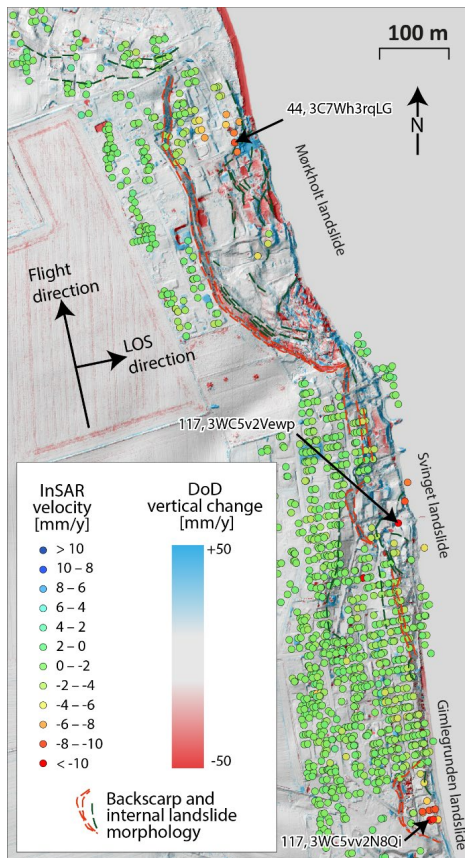 100 m
44, 3C7Wh3rqLG
N
Mørkholt landslide
Flight
direction
LOS
direction
117, 3WC5v2Vewp
Svinget landslide
InSAR
velocity
[mm/y]
DoD
vertical change
[mm/y]
> 10
10 – 8
8 – 6
6 – 4
4 – 2
2 – 0
0 – -2
-2 – -4
-4 – -6
-6 – -8
-8 – -10
< -10
+50
-50
Backscarp and
internal landslide
morphology
Gimlegrunden landslide
117, 3WC5vv2N8Qi